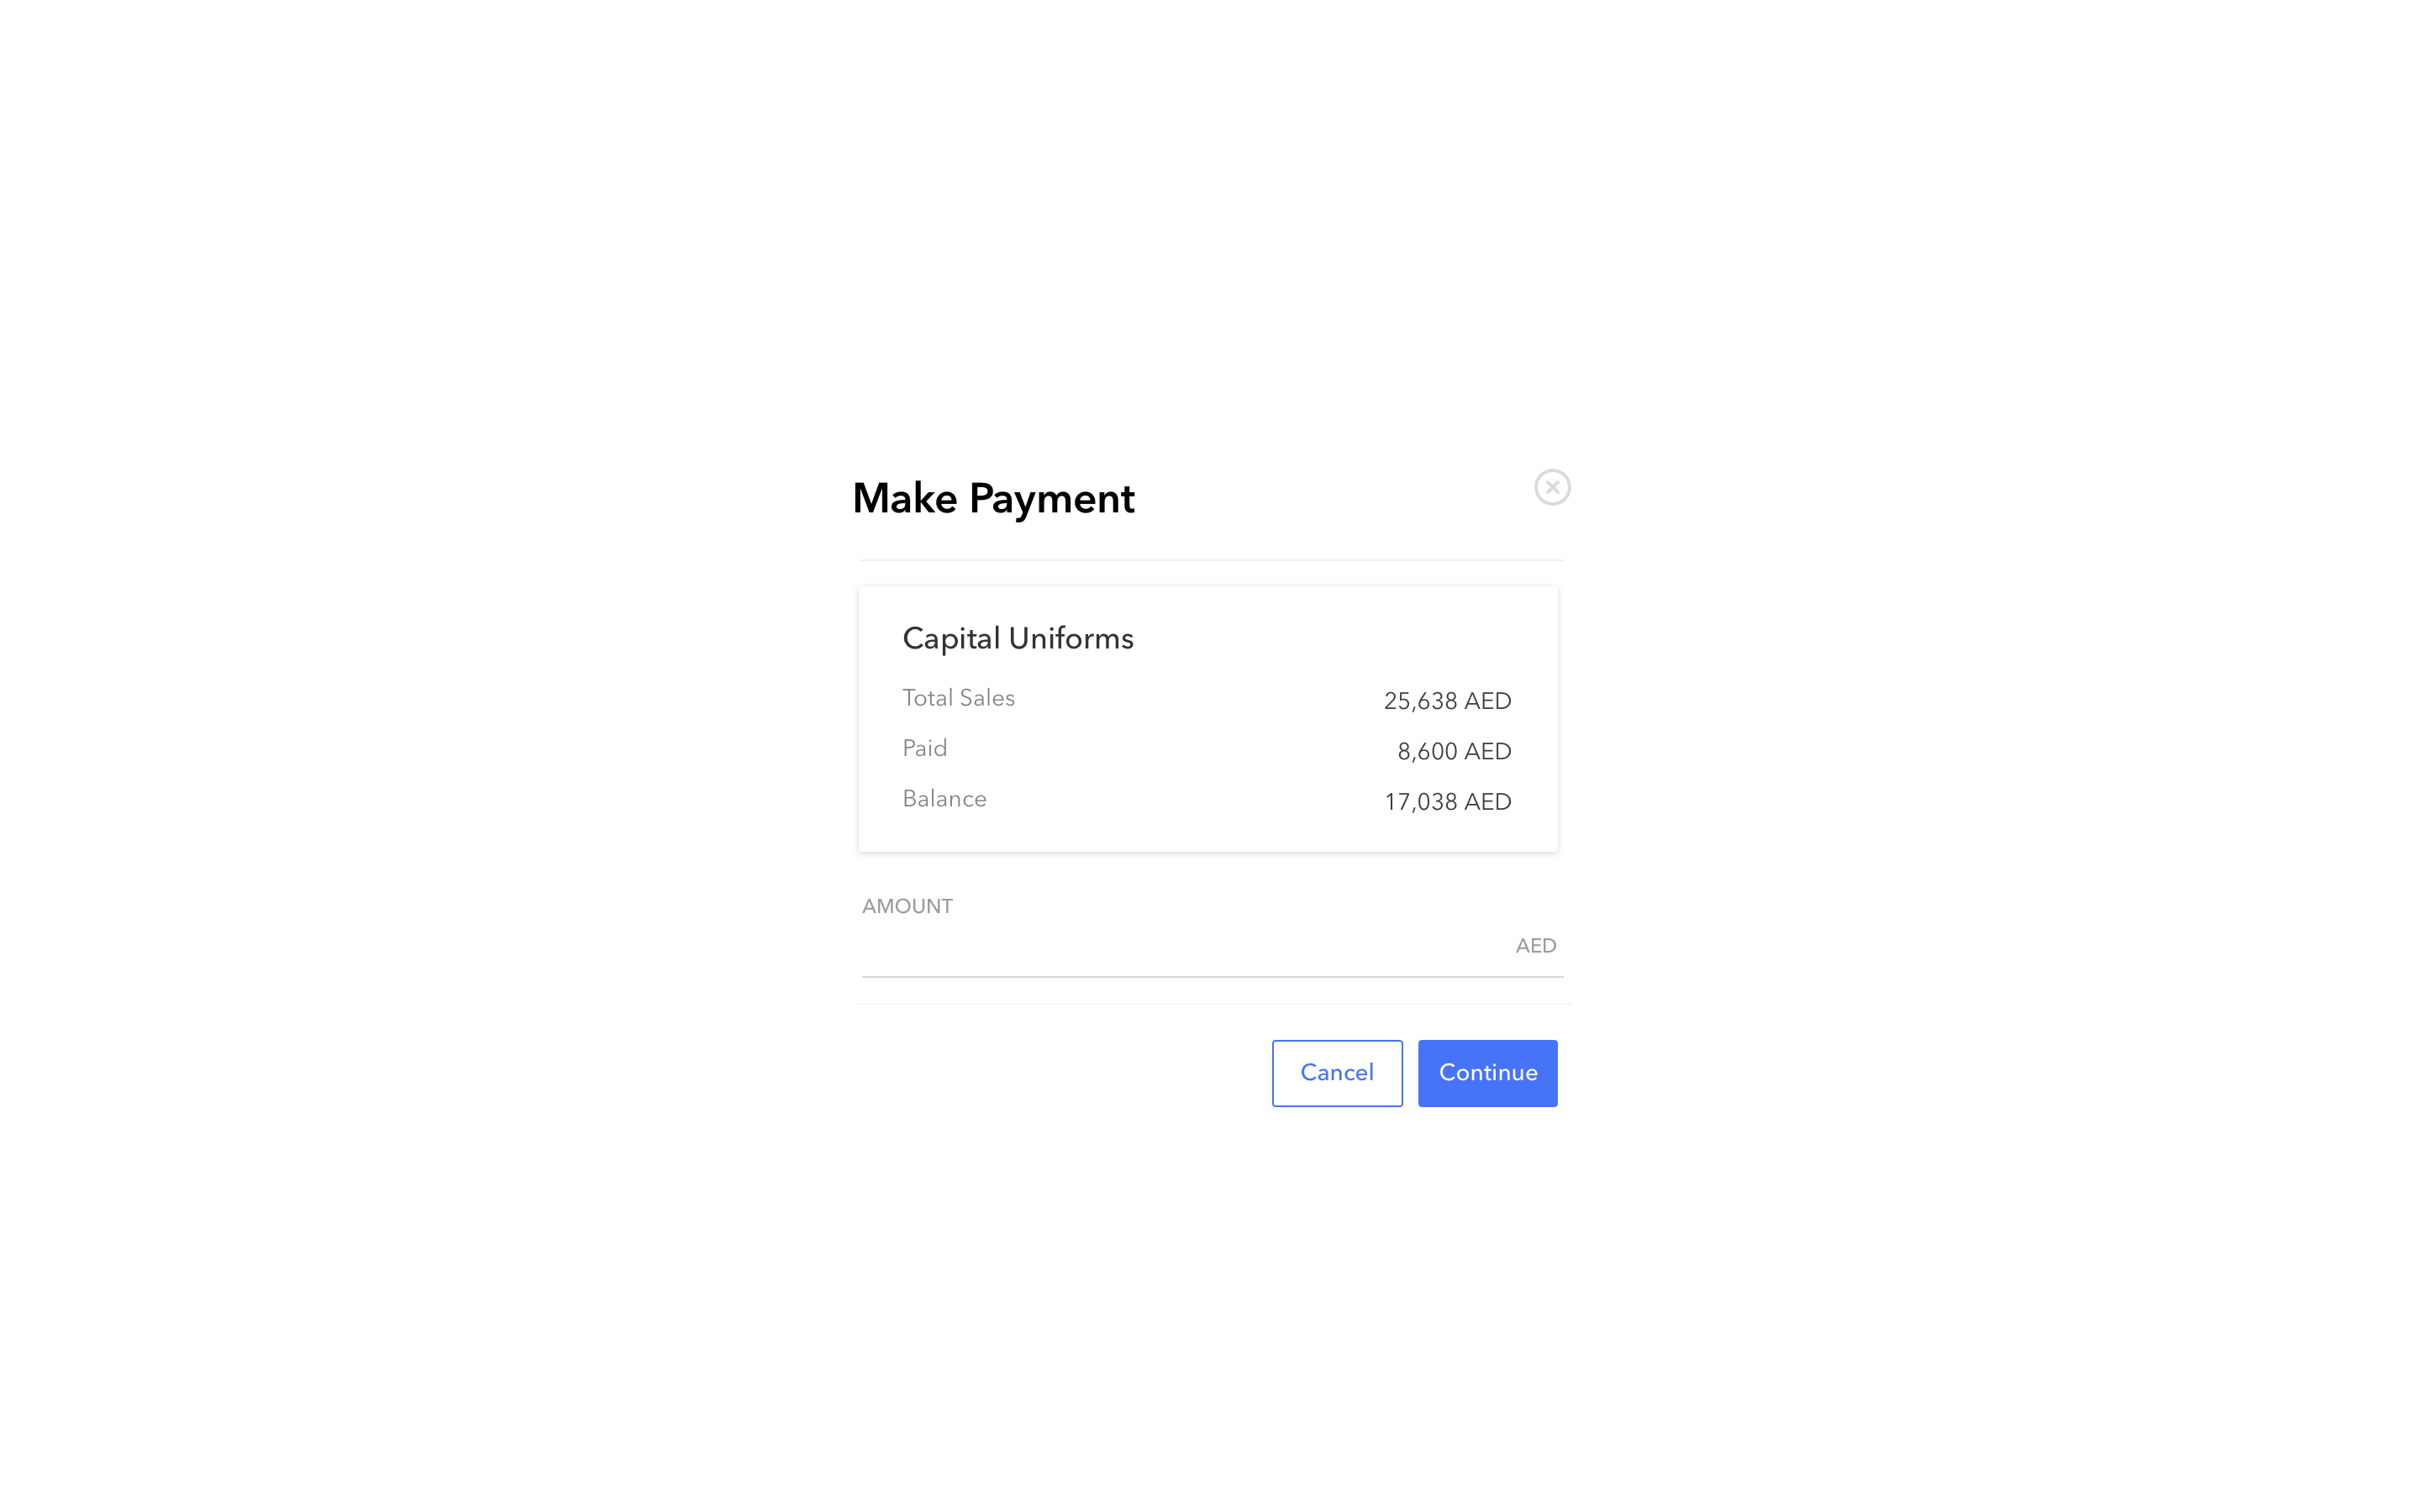 Make Payment
Capital Uniforms
Total Sales 25,638 AED
Paid 8,600 AED
Balance 17,038 AED
AMOUNT
AED
Cancel Continue